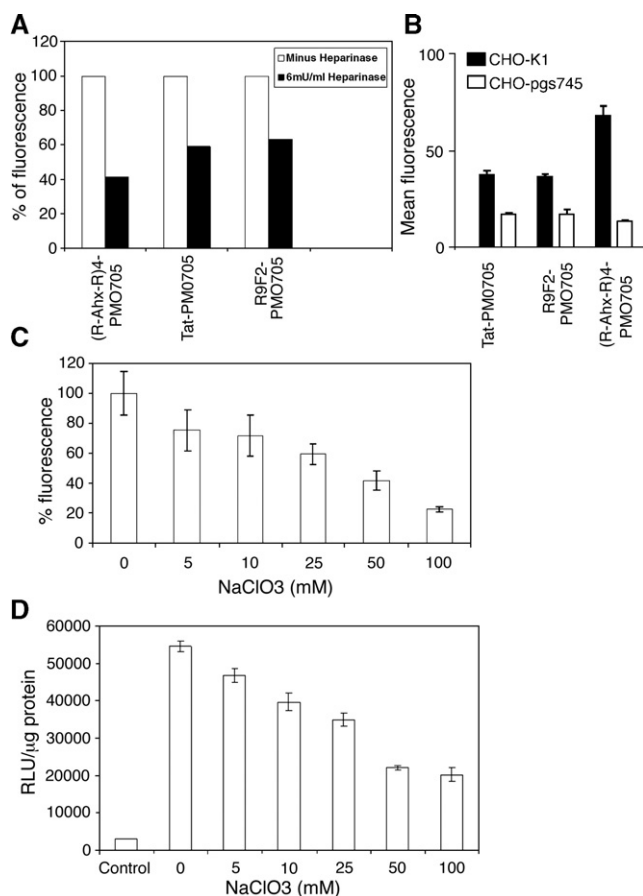 A
120
100
80
60
40
20
0
% of fluorescence
Minus Heparinase
6mU/ml Heparinase
(R-Ahx-R)4-
PMO705
Tat-PM0705
R9F2-
PMO705
B
100
50
0
Mean fluorescence
CHO-K1
CHO-pgs745
Tat-PMO705
R9F2-
PMO705
(R-Ahx-R)4-
PMO705
C
120
100
80
60
40
20
0
% fluorescence
0 5 10 25 50 100
NaClO3 (mM)
D
60000
50000
40000
30000
20000
10000
0
RLU/µg protein
Control 0 5 10 25 50 100
NaClO3 (mM)